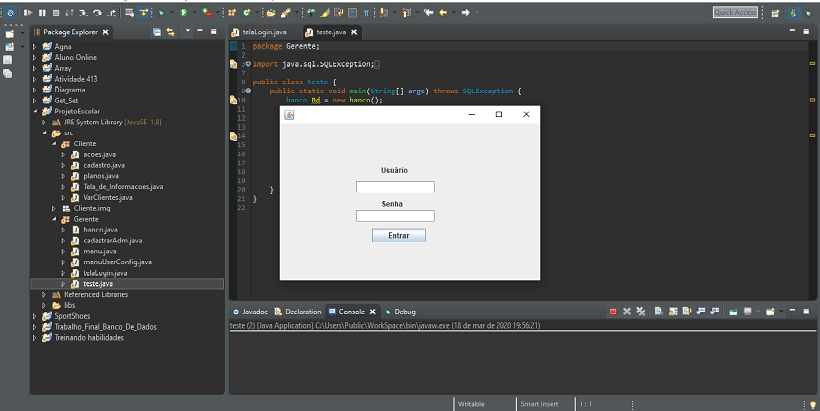 Quick Access
Package Explorer
Agna
Aluno Online
Array
Atividade 413
Diagrama
Get_Set
ProjetoEscolar
JRE System Library [JavaSE-1.8]
src
Cliente
acoes.java
cadastro.java
planos.java
Tela_de_Informacoes.java
VarClientes.java
Cliente.img
Gerente
banco.java
cadastrarAdm.java
menu.java
menuUserConfig.java
telaLogin.java
teste.java
Referenced Libraries
libs
SportShoes
Trabalho_Final_Banco_De_Dados
Treinando habilidades
telaLogin.java
teste.java
1 package Gerente;
2
3 import java.sql.SQLException;
7
8 public class teste {
9 public static void main(String[] args) throws SQLException {
10 banco Bd = new banco();
11
12
13
14
15
16
17
18
19
20 }
21 }
22
Usuário
Senha
Entrar
Javadoc Declaration Console Debug
teste (2) [Java Application] C:\Users\Public\WorkSpace\bin\javaw.exe (18 de mar de 2020 19:56:21)
Writable Smart Insert 1 : 1